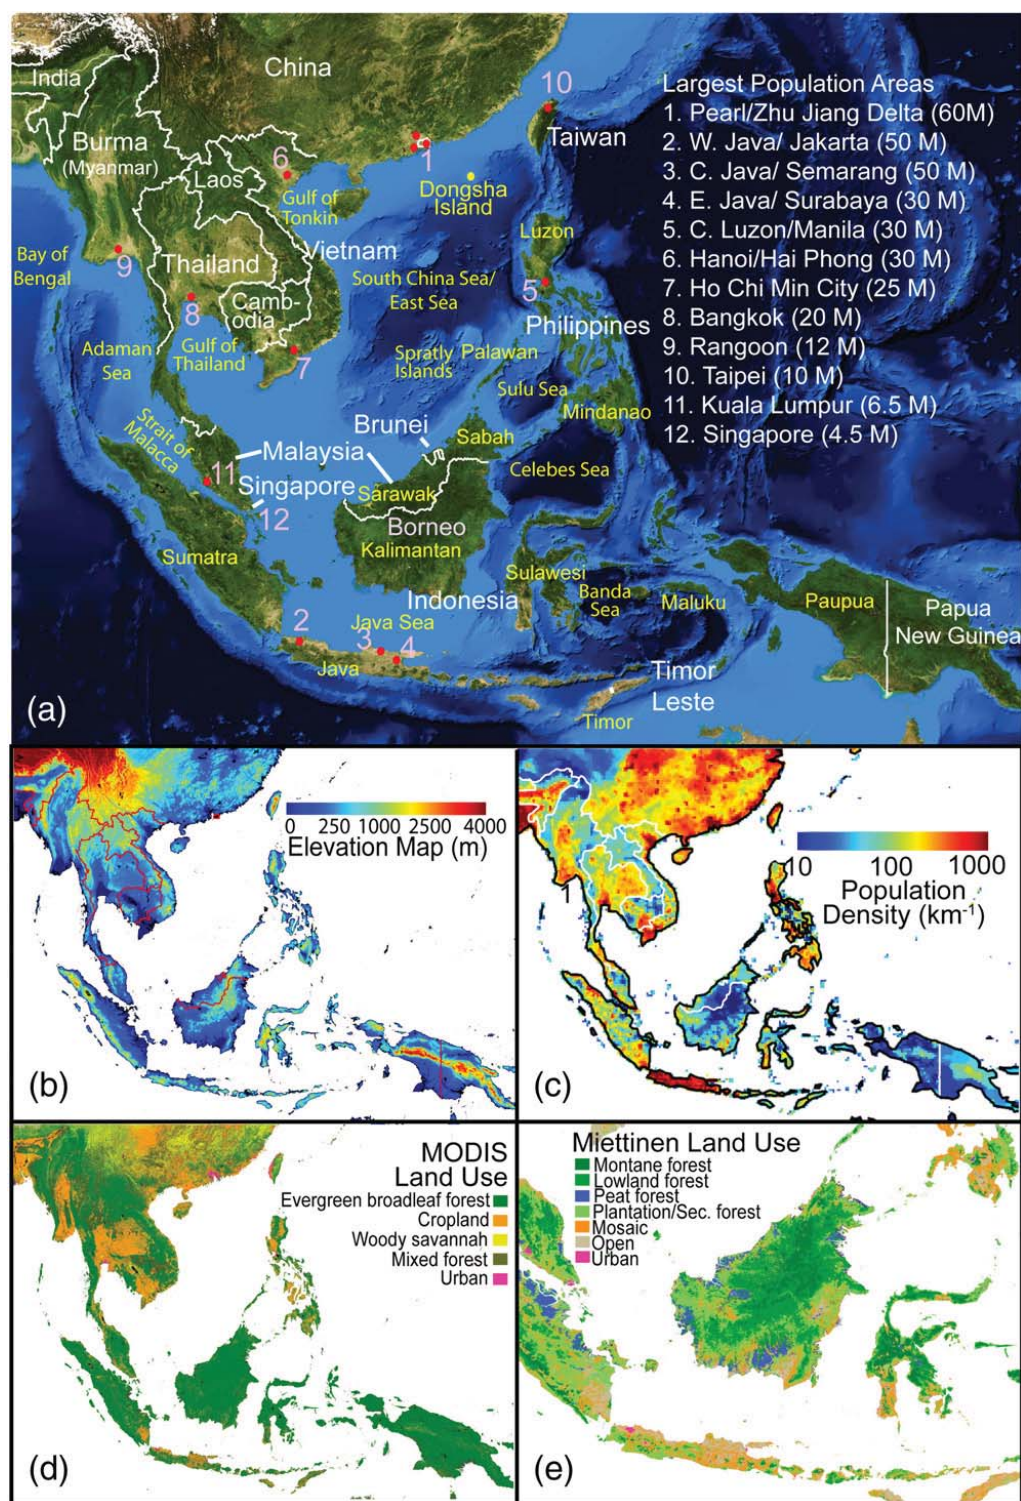 India
China
Burma
(Myanmar)
Laos
Gulf of
Tonkin
Vietnam
Thailand
Camb-
odia
Bay of
Bengal
Adaman
Sea
Gulf of
Thailand
South China Sea/
East Sea
Dongsha
Island
Taiwan
Luzon
Philippines
Spratly
Islands
Palawan
Sulu Sea
Mindanao
Brunei
Sabah
Celebes Sea
Strait of
Malacca
Malaysia
Singapore
Sarawak
Borneo
Kalimantan
Sumatra
Sulawesi
Banda
Sea
Maluku
Paupua
Papua
New Guinea
Indonesia
Java Sea
Java
Timor
Leste
Timor
1
2
3
4
5
6
7
8
9
10
11
12
Largest Population Areas
1. Pearl/Zhu Jiang Delta (60M)
2. W. Java/ Jakarta (50 M)
3. C. Java/ Semarang (50 M)
4. E. Java/ Surabaya (30 M)
5. C. Luzon/Manila (30 M)
6. Hanoi/Hai Phong (30 M)
7. Ho Chi Min City (25 M)
8. Bangkok (20 M)
9. Rangoon (12 M)
10. Taipei (10 M)
11. Kuala Lumpur (6.5 M)
12. Singapore (4.5 M)
(a)
0 250 1000 2500 4000
Elevation Map (m)
(b)
10 100 1000
Population
Density (km-1)
1
(c)
MODIS
Land Use
Evergreen broadleaf forest
Cropland
Woody savannah
Mixed forest
Urban
(d)
Miettinen Land Use
Montane forest
Lowland forest
Peat forest
Plantation/Sec. forest
Mosaic
Open
Urban
(e)